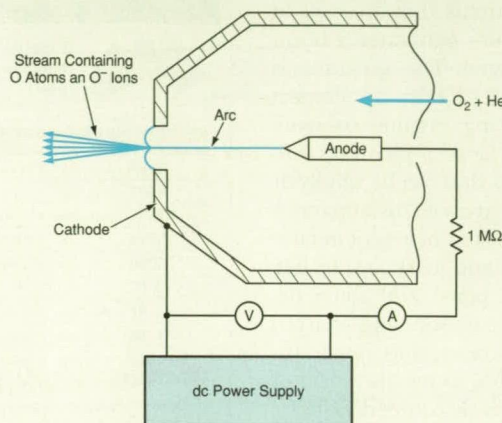 Stream Containing
O Atoms an O⁻ Ions
Arc
O₂ + He
Anode
Cathode
1 MΩ
V
A
dc Power Supply